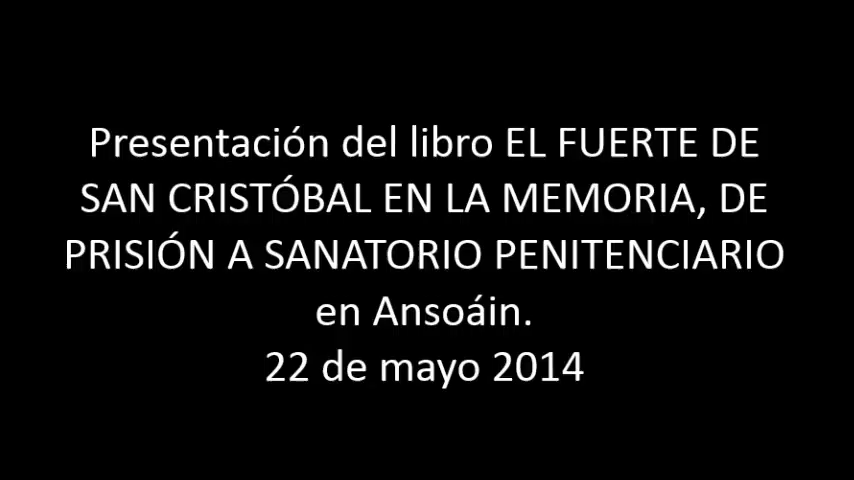 Presentación del libro EL FUERTE DE
SAN CRISTÓBAL EN LA MEMORIA, DE
PRISIÓN A SANATORIO PENITENCIARIO
en Ansoáin.
22 de mayo 2014